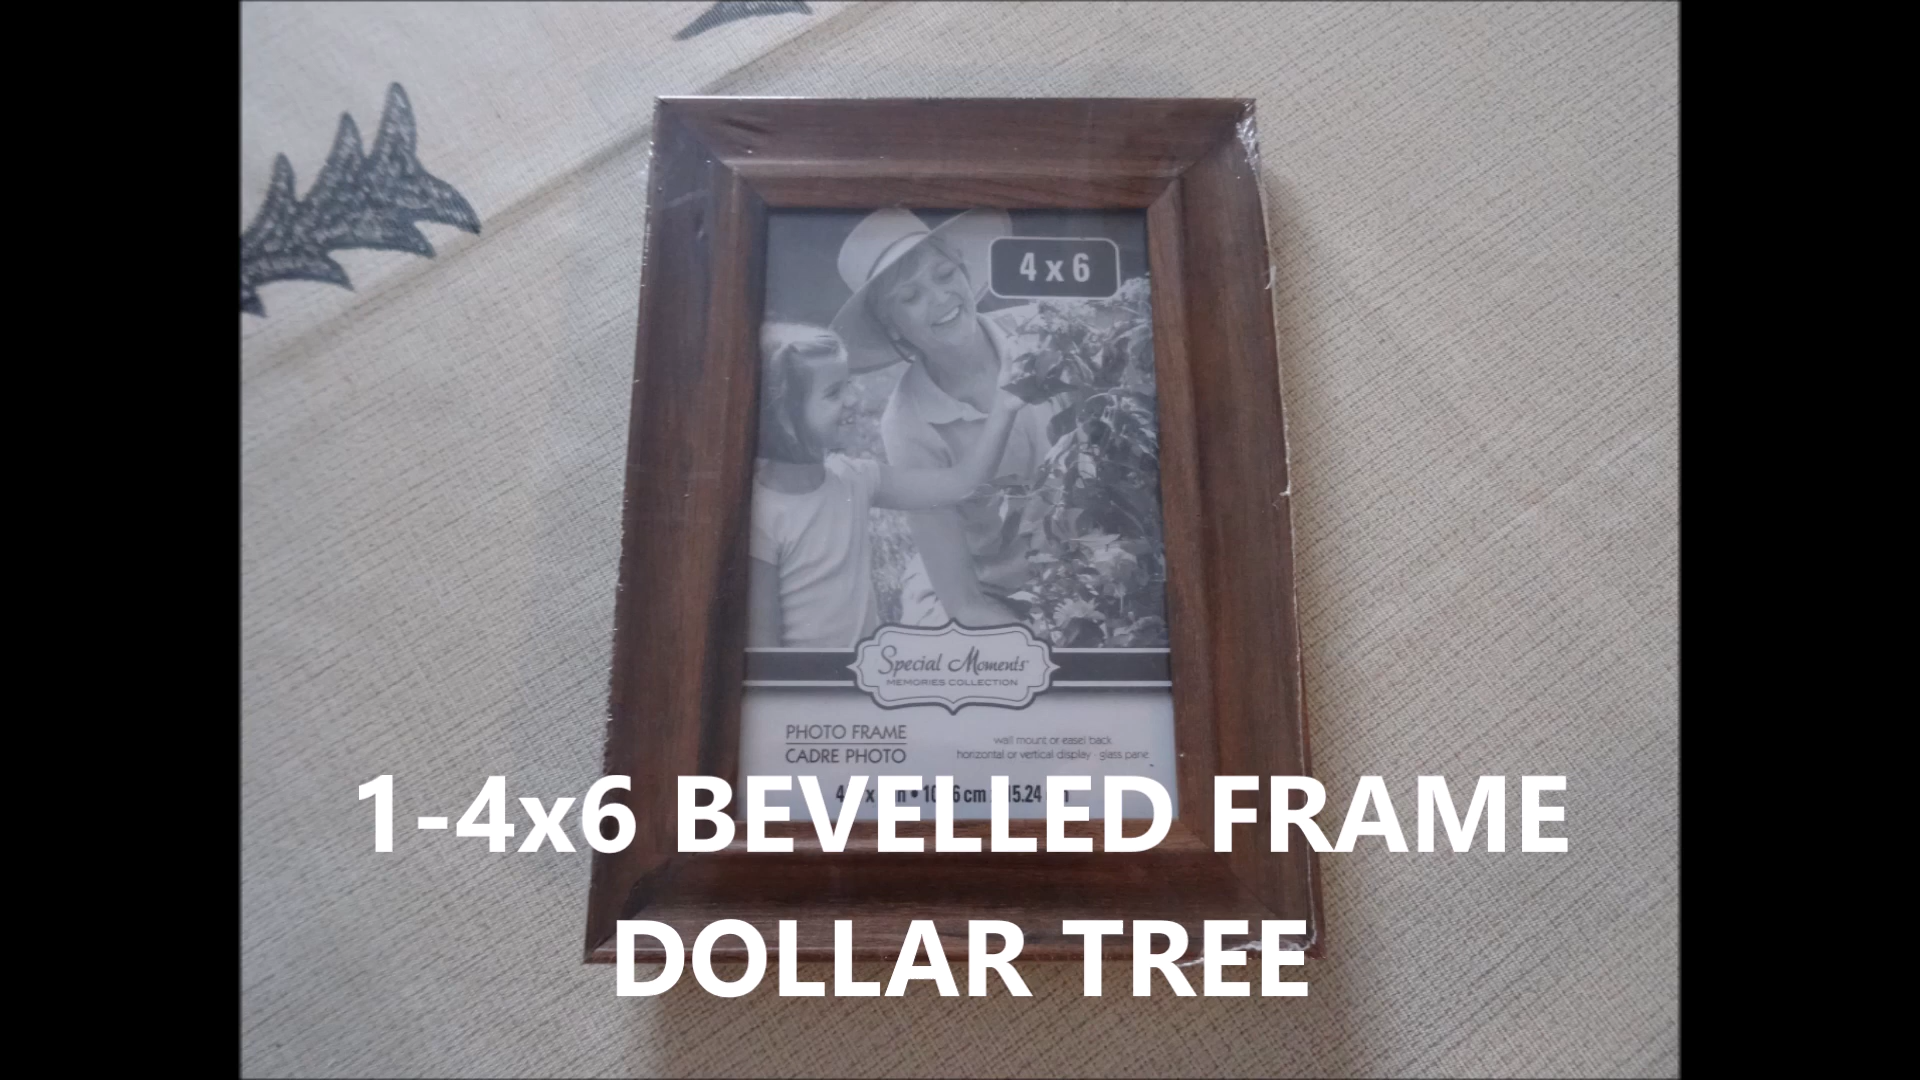 4 x 6
Special Moments
MEMORIES COLLECTION
PHOTO FRAME
CADRE PHOTO
wall mount or easel back
horizontal or vertical display · glass pane
1-4x6 BEVELLED FRAME
DOLLAR TREE